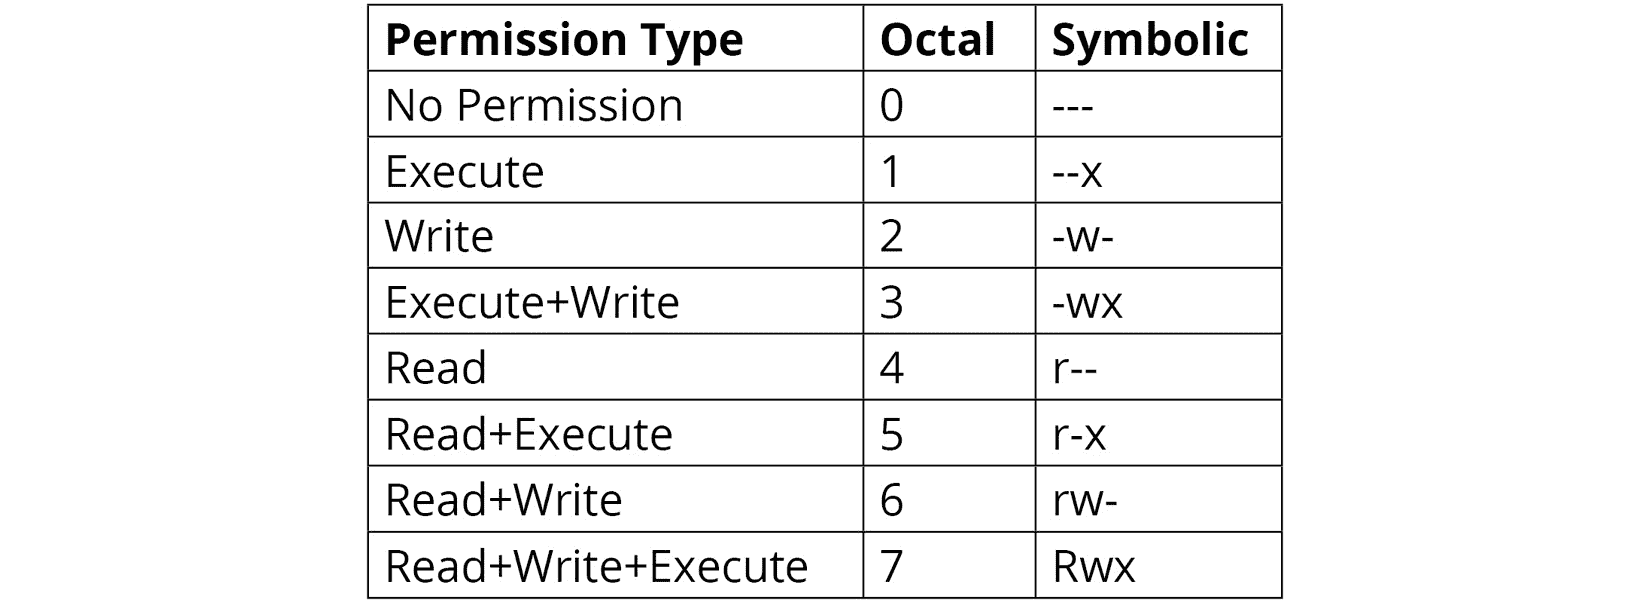 Permission Type Octal Symbolic
No Permission 0 ---
Execute 1 --x
Write 2 -w-
Execute+Write 3 -wx
Read 4 r--
Read+Execute 5 r-x
Read+Write 6 rw-
Read+Write+Execute 7 Rwx